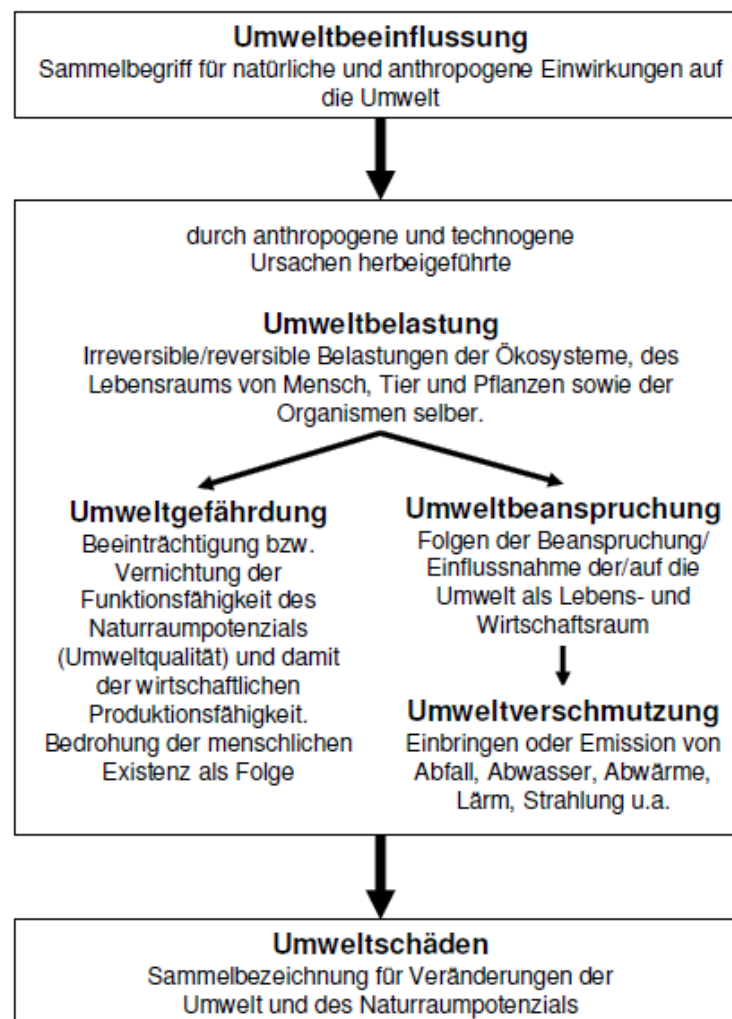 Umweltbeeinflussung
Sammelbegriff für natürliche und anthropogene Einwirkungen auf
die Umwelt
durch anthropogene und technogene
Ursachen herbeigeführte
Umweltbelastung
Irreversible/reversible Belastungen der Ökosysteme, des
Lebensraums von Mensch, Tier und Pflanzen sowie der
Organismen selber.
Umweltgefährdung
Beeinträchtigung bzw.
Vernichtung der
Funktionsfähigkeit des
Naturraumpotenzials
(Umweltqualität) und damit
der wirtschaftlichen
Produktionsfähigkeit.
Bedrohung der menschlichen
Existenz als Folge
Umweltbeanspruchung
Folgen der Beanspruchung/
Einflussnahme der/auf die
Umwelt als Lebens- und
Wirtschaftsraum
Umweltverschmutzung
Einbringen oder Emission von
Abfall, Abwasser, Abwärme,
Lärm, Strahlung u.a.
Umweltschäden
Sammelbezeichnung für Veränderungen der
Umwelt und des Naturraumpotenzials